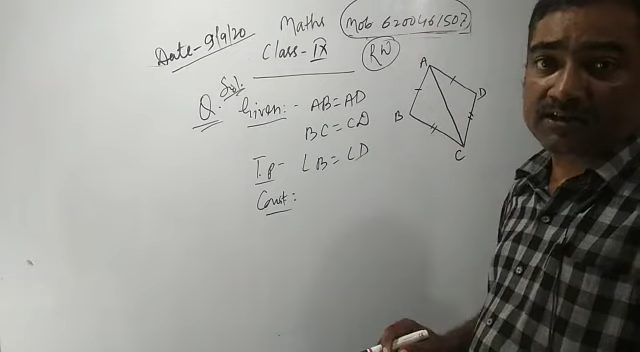 Maths
Mob 6200461507
Date - 9/9/20
Class - IX
RW
Q. Sol Given:- AB = AD
BC = CD
T.P - ∠B = ∠D
Const:
A
B
C
D